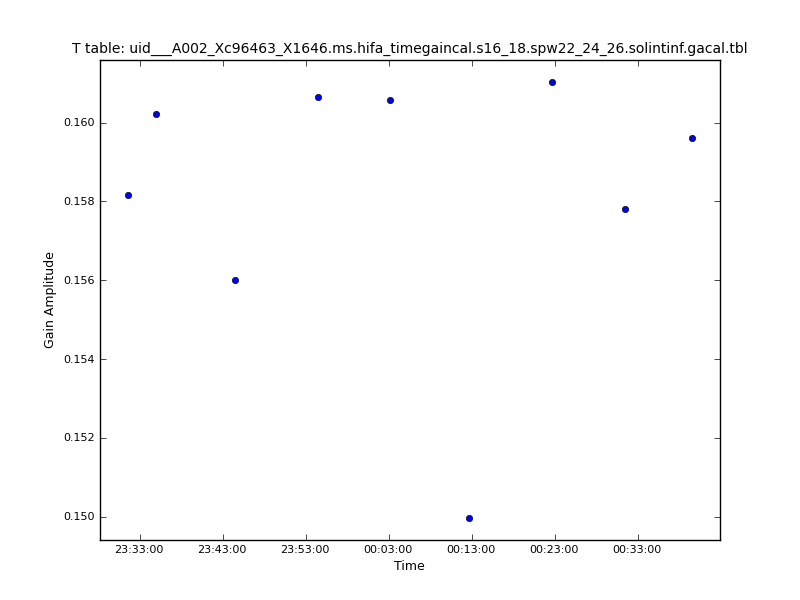 T table: uid___A002_Xc96463_X1646.ms.hifa_timegaincal.s16_18.spw22_24_26.solintinf.gacal.tbl
0.160
0.158
0.156
0.154
0.152
0.150
Gain Amplitude
23:33:00 23:43:00 23:53:00 00:03:00 00:13:00 00:23:00 00:33:00
Time